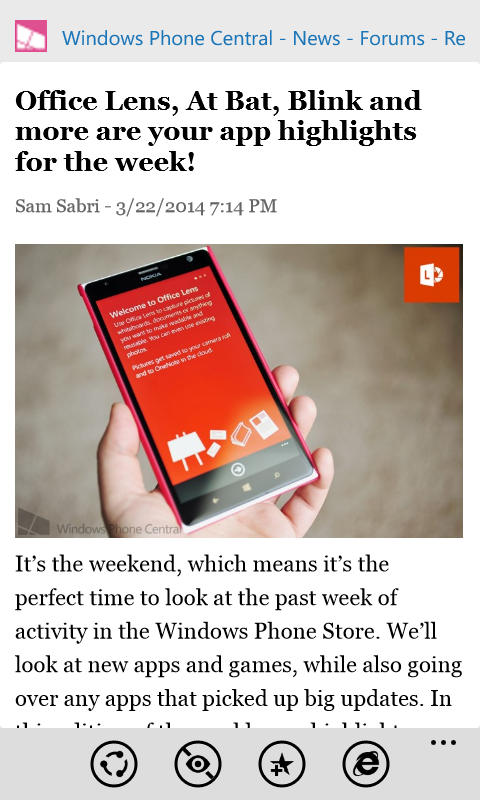 Windows Phone Central - News - Forums - Re
Office Lens, At Bat, Blink and
more are your app highlights
for the week!
Sam Sabri - 3/22/2014 7:14 PM
NOKIA
Welcome to Office Lens
Use Office Lens to capture pictures of
whiteboards, documents or anything
you want to make readable and
reusable. You can even use existing
photos.
Pictures get saved to your camera roll
and to OneNote in the cloud.
Windows Phone Central
It’s the weekend, which means it’s the
perfect time to look at the past week of
activity in the Windows Phone Store. We’ll
look at new apps and games, while also going
over any apps that picked up big updates. In